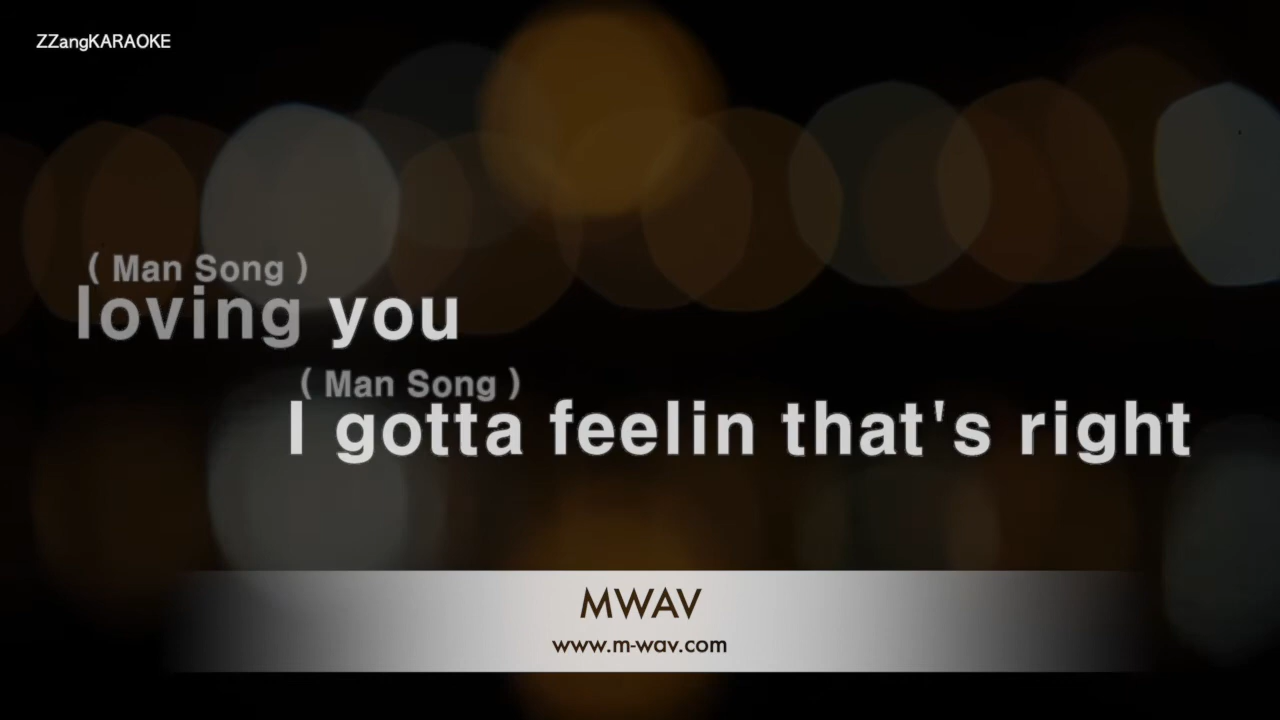 ZZangKARAOKE
( Man Song )
loving you
( Man Song )
I gotta feelin that's right
MWAV
www.m-wav.com